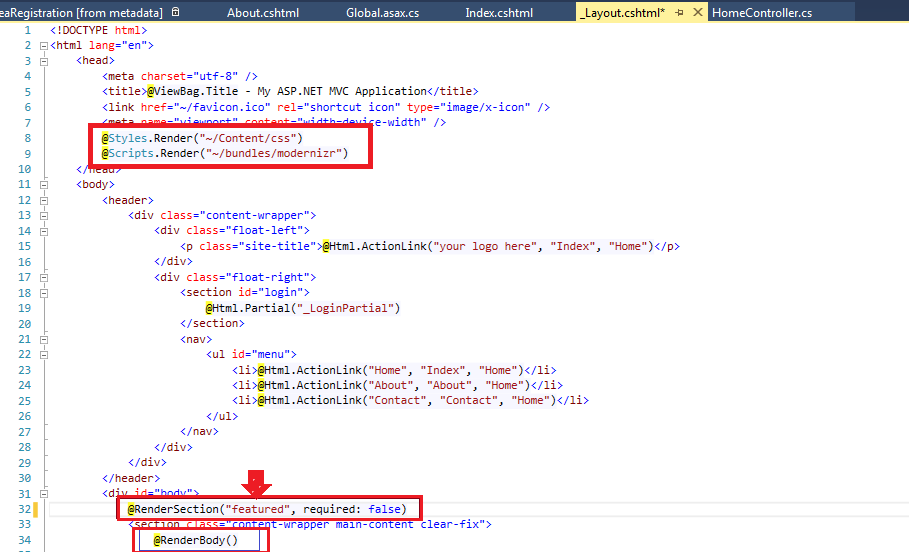 eaRegistration [from metadata] About.cshtml Global.asax.cs Index.cshtml _Layout.cshtml* HomeController.cs
1 <!DOCTYPE html>
2 <html lang="en">
3 <head>
4 <meta charset="utf-8" />
5 <title>@ViewBag.Title - My ASP.NET MVC Application</title>
6 <link href="~/favicon.ico" rel="shortcut icon" type="image/x-icon" />
7 <meta name="viewport" content="width=device-width" />
8 @Styles.Render("~/Content/css")
9 @Scripts.Render("~/bundles/modernizr")
10 </head>
11 <body>
12 <header>
13 <div class="content-wrapper">
14 <div class="float-left">
15 <p class="site-title">@Html.ActionLink("your logo here", "Index", "Home")</p>
16 </div>
17 <div class="float-right">
18 <section id="login">
19 @Html.Partial("_LoginPartial")
20 </section>
21 <nav>
22 <ul id="menu">
23 <li>@Html.ActionLink("Home", "Index", "Home")</li>
24 <li>@Html.ActionLink("About", "About", "Home")</li>
25 <li>@Html.ActionLink("Contact", "Contact", "Home")</li>
26 </ul>
27 </nav>
28 </div>
29 </div>
30 </header>
31 <div id="body">
32 @RenderSection("featured", required: false)
33 <section class="content-wrapper main-content clear-fix">
34 @RenderBody()